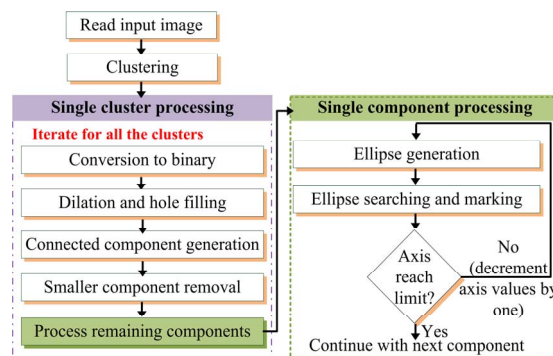 Read input image
Clustering
Single cluster processing
Iterate for all the clusters
Conversion to binary
Dilation and hole filling
Connected component generation
Smaller component removal
Process remaining components
Single component processing
Ellipse generation
Ellipse searching and marking
Axis
reach
limit?
No
(decrement
axis values by
one)
Yes
Continue with next component